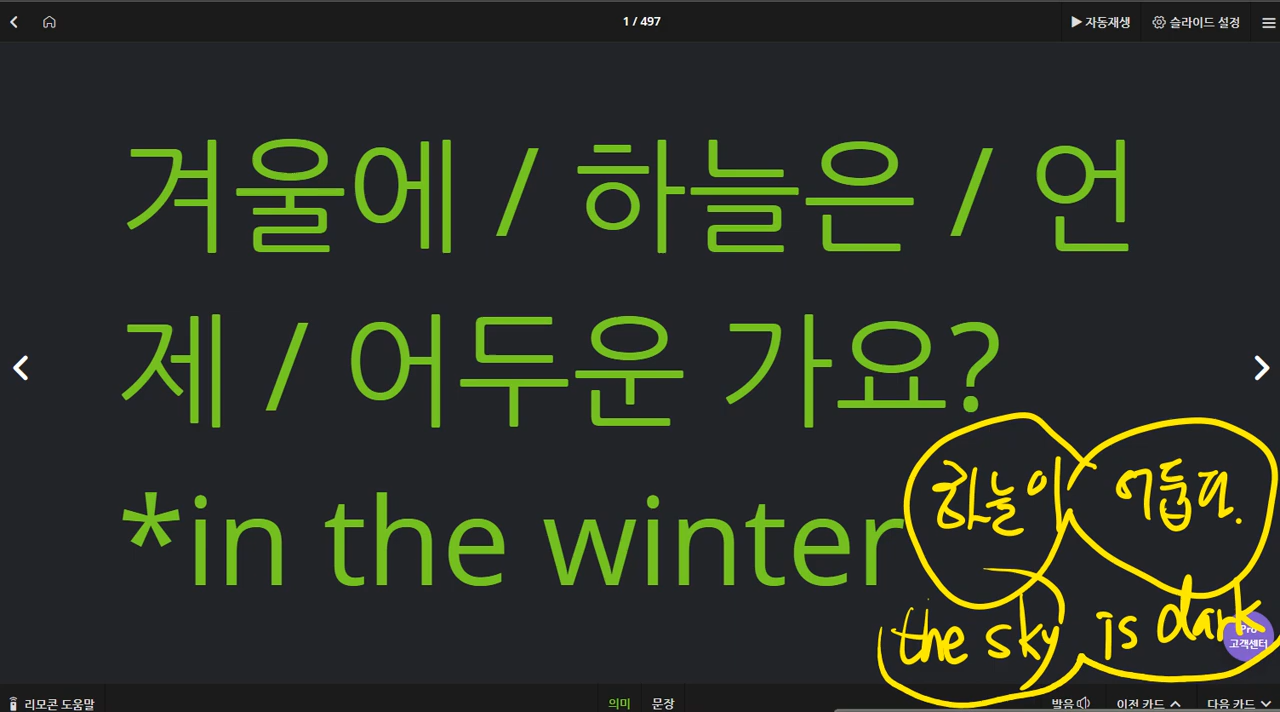 1 / 497
▶ 자동재생
슬라이드 설정
겨울에 / 하늘은 / 언
제 / 어두운 가요?
*in the winter
하늘이 어둡다.
the sky is dark
Pro
고객센터
리모콘 도움말
의미
문장
발음
이전 카드
다음 카드